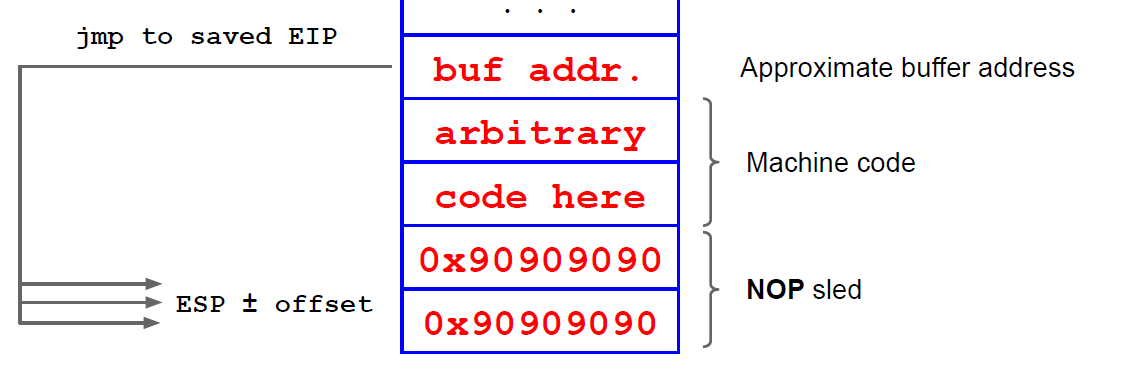 . . .
jmp to saved EIP
buf addr.
Approximate buffer address
arbitrary
Machine code
code here
0x90909090
NOP sled
ESP ± offset
0x90909090